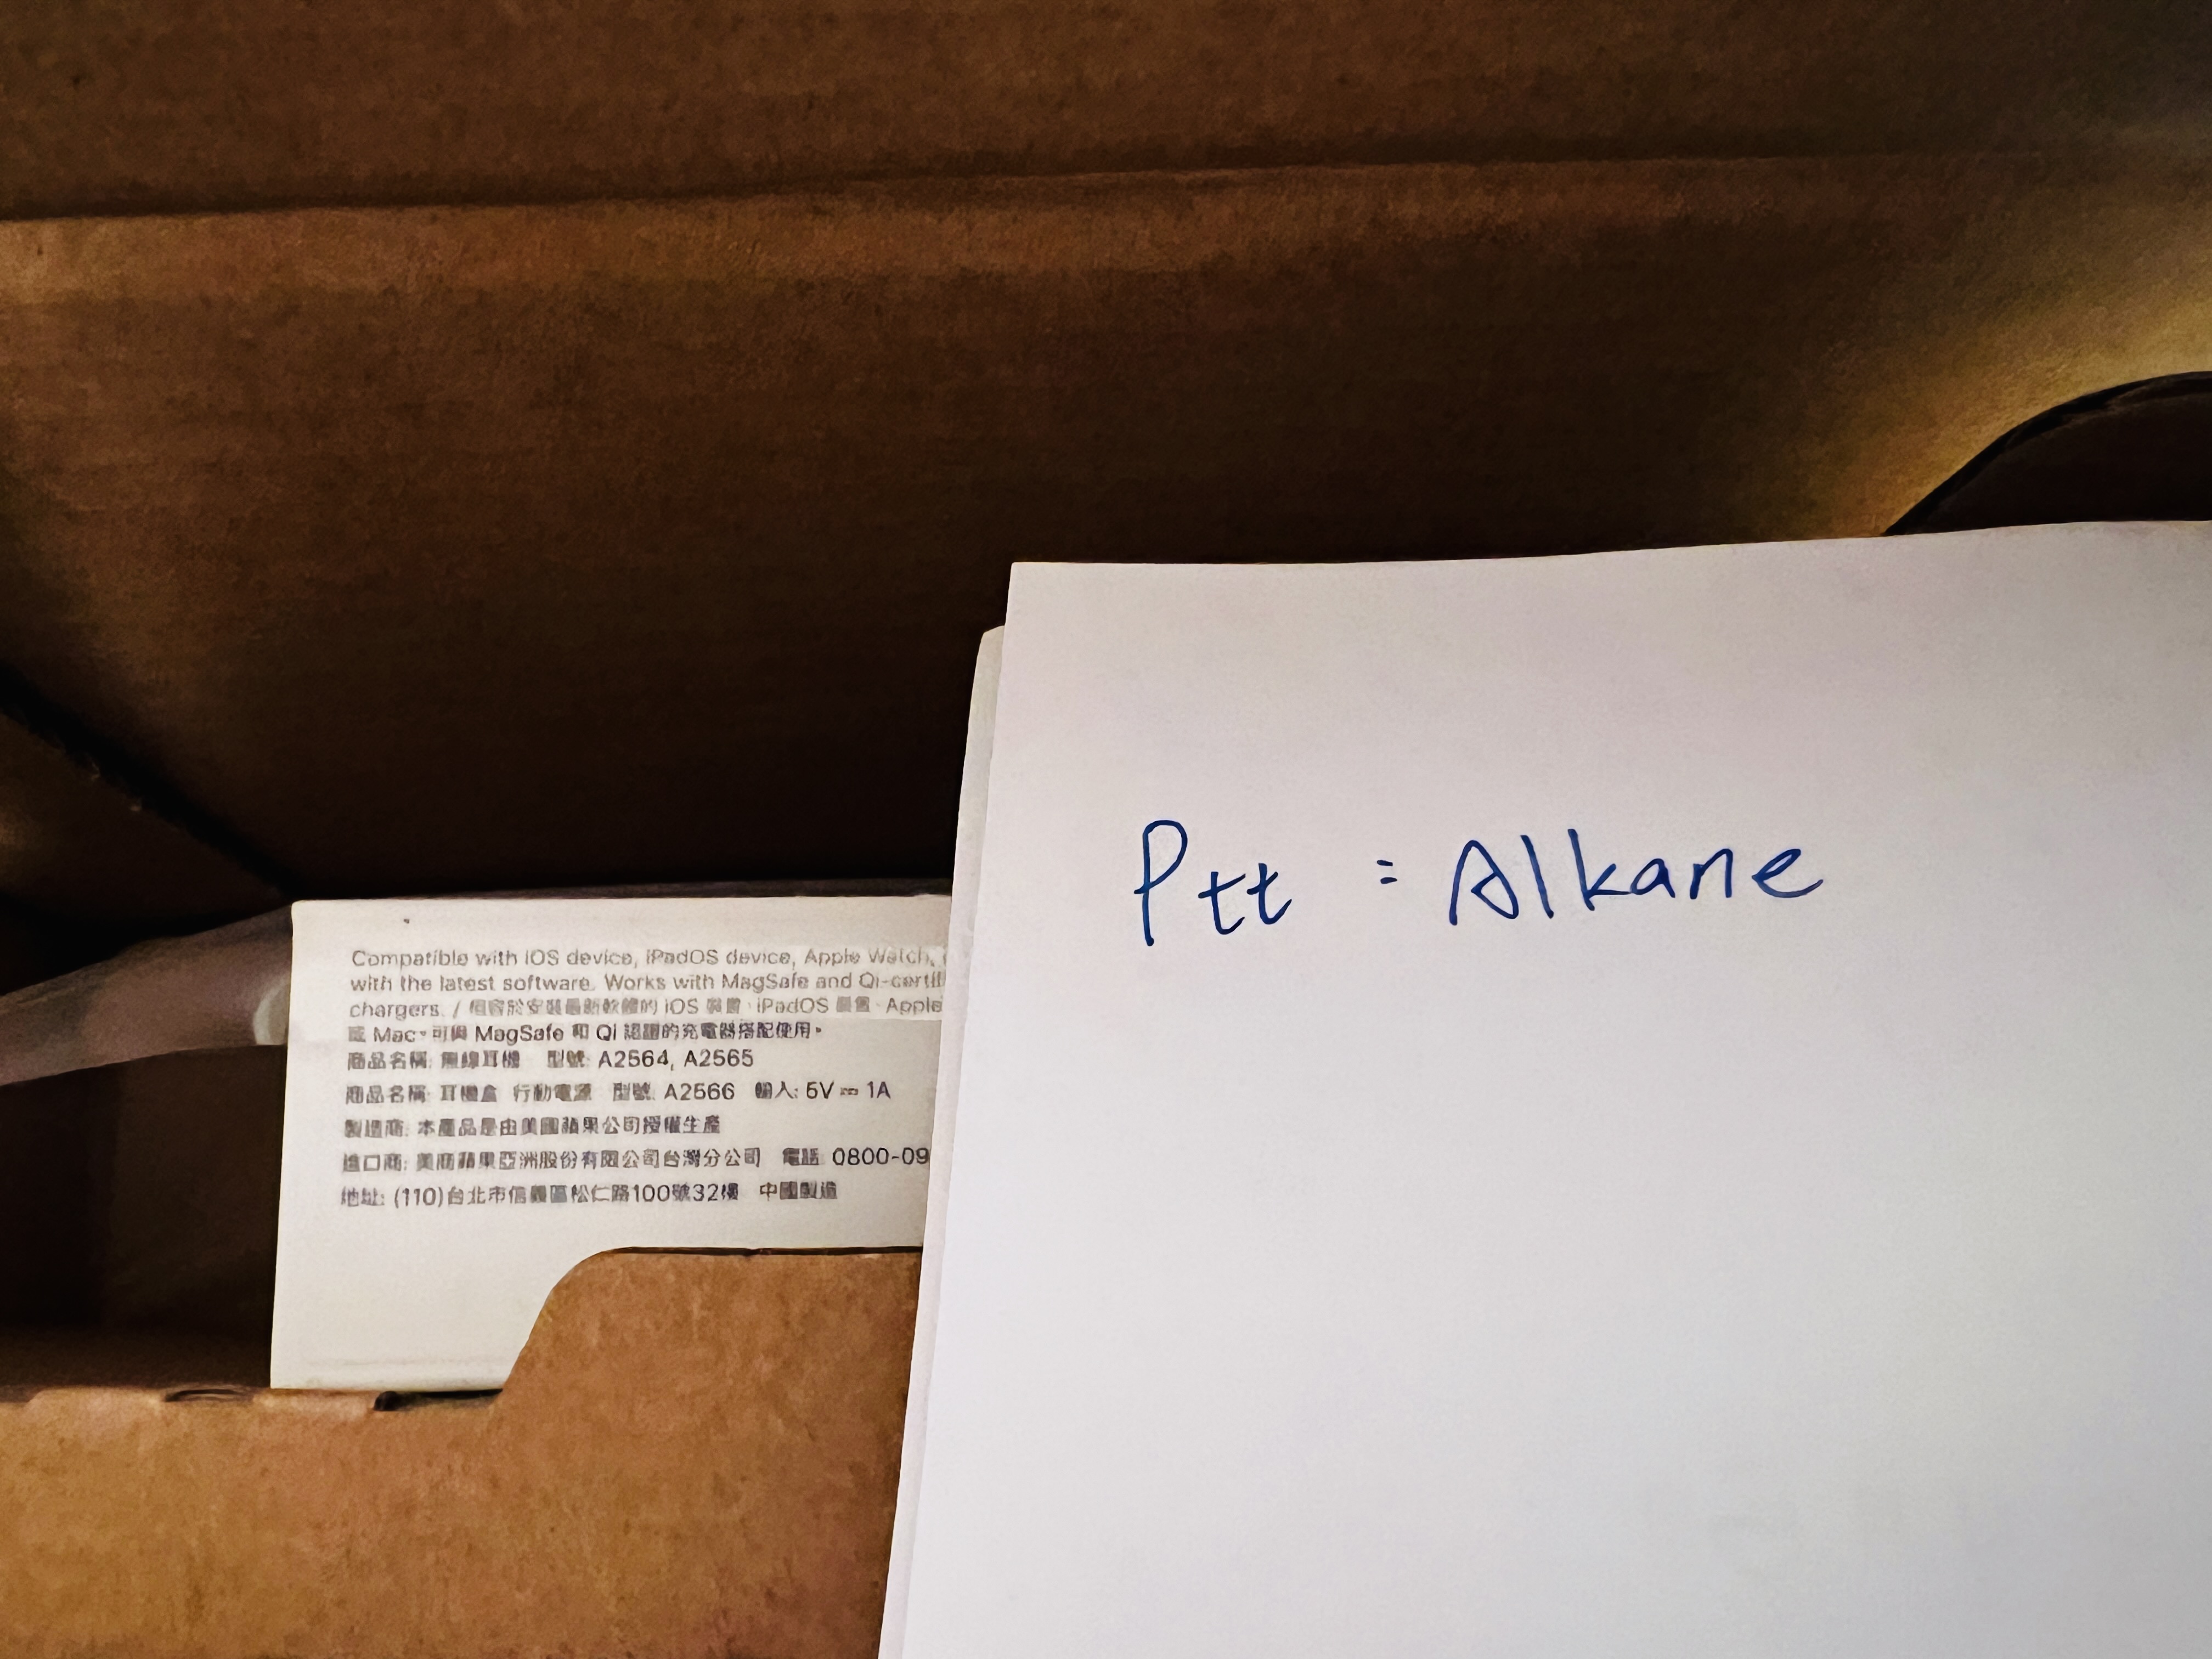 Compatible with iOS device, iPadOS device, Apple Watch,
with the latest software. Works with MagSafe and Qi-certifi
chargers. / 相容於安裝最新軟體的 iOS 裝置、iPadOS 裝置、Apple
或 Mac。可與 MagSafe 和 Qi 認證的充電器搭配使用。
商品名稱: 無線耳機 型號: A2564, A2565
商品名稱: 耳機盒 行動電源 型號: A2566 輸入: 5V ⎓ 1A
製造商: 本產品是由美國蘋果公司授權生產
進口商: 美商蘋果亞洲股份有限公司台灣分公司 電話: 0800-09
地址: (110)台北市信義區松仁路100號32樓 中國製造
Ptt : Alkane